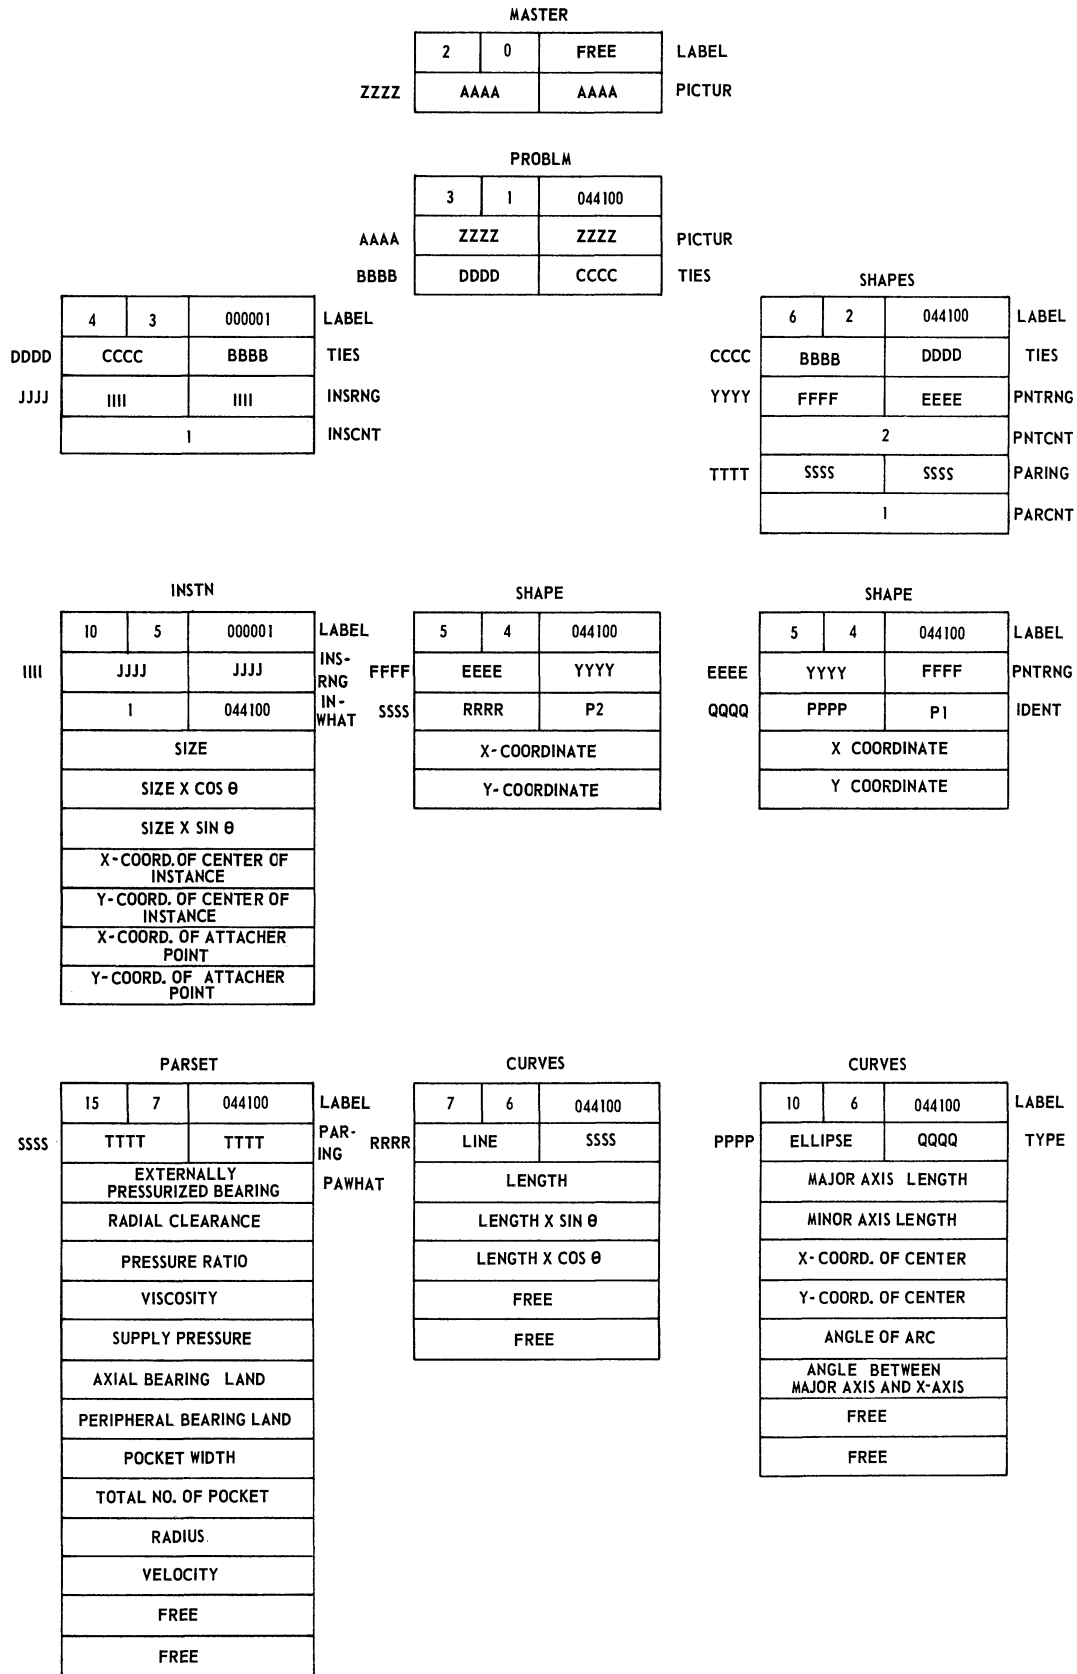 MASTER
2 0 FREE LABEL
ZZZZ AAAA AAAA PICTUR
PROBLM
3 1 044100
AAAA ZZZZ ZZZZ PICTUR
BBBB DDDD CCCC TIES
4 3 000001 LABEL
DDDD CCCC BBBB TIES
JJJJ IIII IIII INSRNG
1 INSCNT
SHAPES
6 2 044100 LABEL
CCCC BBBB DDDD TIES
YYYY FFFF EEEE PNTRNG
2 PNTCNT
TTTT SSSS SSSS PARING
1 PARCNT
INSTN
10 5 000001 LABEL
IIII JJJJ JJJJ INS-
RNG
1 044100 IN-
WHAT
SIZE
SIZE X COS θ
SIZE X SIN θ
X-COORD. OF CENTER OF
INSTANCE
Y-COORD. OF CENTER OF
INSTANCE
X-COORD. OF ATTACHER
POINT
Y-COORD. OF ATTACHER
POINT
SHAPE
5 4 044100
FFFF EEEE YYYY
SSSS RRRR P2
X-COORDINATE
Y-COORDINATE
SHAPE
5 4 044100 LABEL
EEEE YYYY FFFF PNTRNG
QQQQ PPPP P1 IDENT
X COORDINATE
Y COORDINATE
PARSET
15 7 044100 LABEL
SSSS TTTT TTTT PAR-
ING
EXTERNALLY
PRESSURIZED BEARING PAWHAT
RADIAL CLEARANCE
PRESSURE RATIO
VISCOSITY
SUPPLY PRESSURE
AXIAL BEARING LAND
PERIPHERAL BEARING LAND
POCKET WIDTH
TOTAL NO. OF POCKET
RADIUS
VELOCITY
FREE
FREE
CURVES
7 6 044100
RRRR LINE SSSS
LENGTH
LENGTH X SIN θ
LENGTH X COS θ
FREE
FREE
CURVES
10 6 044100 LABEL
PPPP ELLIPSE QQQQ TYPE
MAJOR AXIS LENGTH
MINOR AXIS LENGTH
X-COORD. OF CENTER
Y-COORD. OF CENTER
ANGLE OF ARC
ANGLE BETWEEN
MAJOR AXIS AND X-AXIS
FREE
FREE